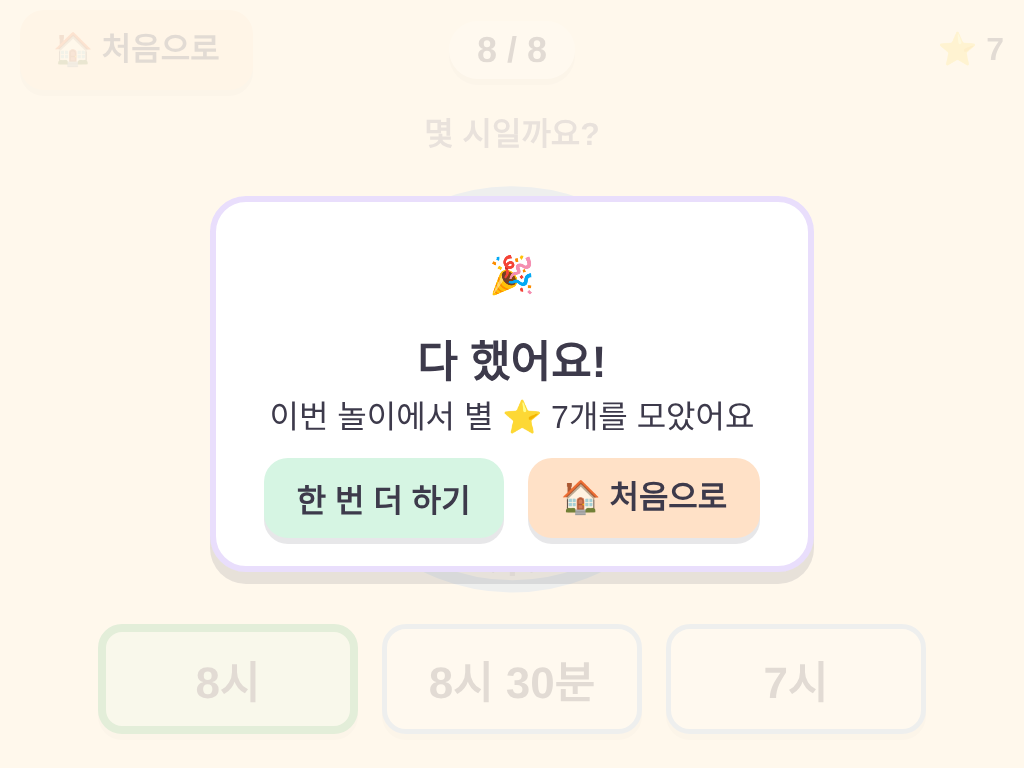 🏠 처음으로
8 / 8
⭐ 7
몇 시일까요?
🎉
다 했어요!
이번 놀이에서 별 ⭐ 7개를 모았어요
한 번 더 하기
🏠 처음으로
8시
8시 30분
7시